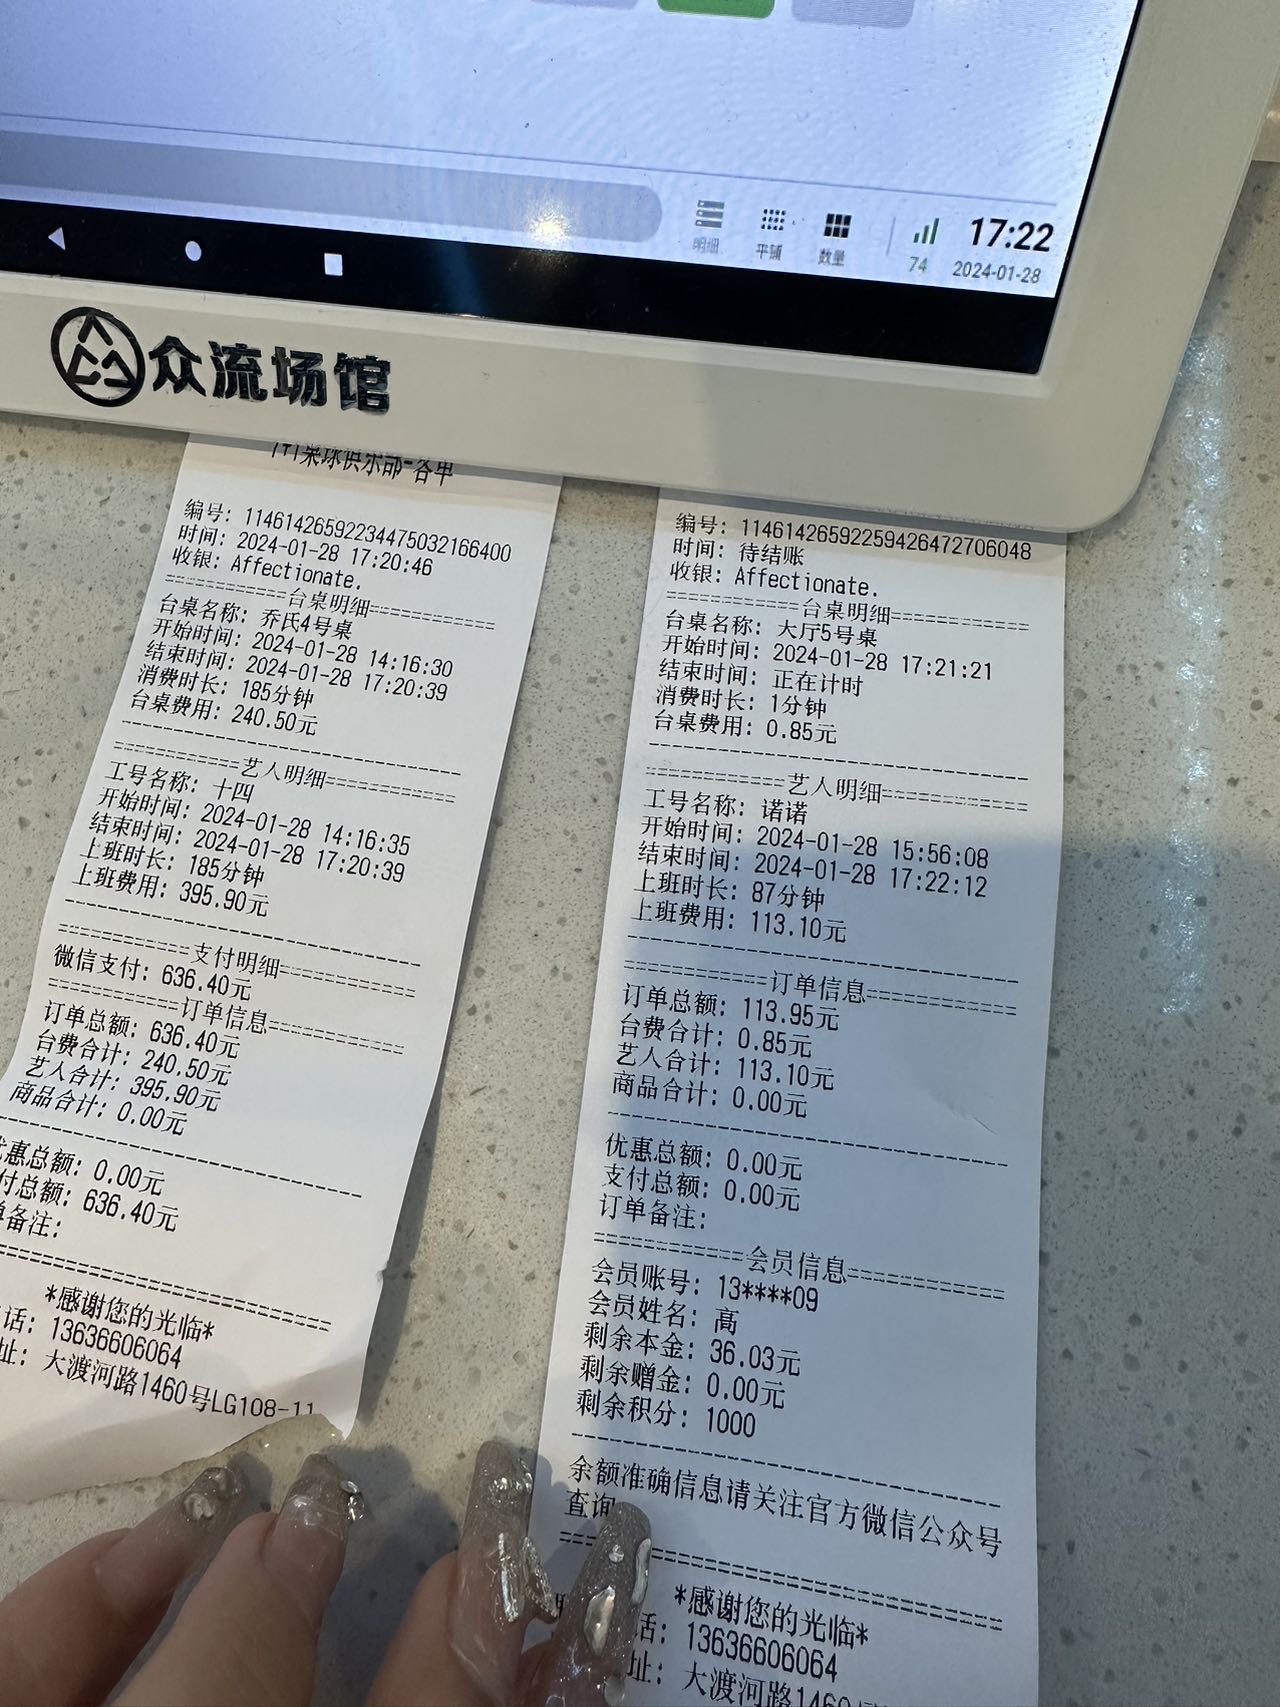 明细
平铺
数量
74
17:22
2024-01-28
众流场馆
俱乐部-客单
编号: 1146142659223447503216640​0
时间: 2024-01-28 17:20:46
收银: Affectionate.
============台桌明细============
台桌名称: 乔氏4号桌
开始时间: 2024-01-28 14:16:30
结束时间: 2024-01-28 17:20:39
消费时长: 185分钟
台桌费用: 240.50元
============艺人明细============
工号名称: 十四
开始时间: 2024-01-28 14:16:35
结束时间: 2024-01-28 17:20:39
上班时长: 185分钟
上班费用: 395.90元
============支付明细============
微信支付: 636.40元
============订单信息============
订单总额: 636.40元
台费合计: 240.50元
艺人合计: 395.90元
商品合计: 0.00元
惠总额: 0.00元
付总额: 636.40元
备注:
*感谢您的光临*
话: 13636606064
址: 大渡河路1460号LG108-11
编号: 1146142659225942647270604​8
时间: 待结账
收银: Affectionate.
============台桌明细============
台桌名称: 大厅5号桌
开始时间: 2024-01-28 17:21:21
结束时间: 正在计时
消费时长: 1分钟
台桌费用: 0.85元
============艺人明细============
工号名称: 诺诺
开始时间: 2024-01-28 15:56:08
结束时间: 2024-01-28 17:22:12
上班时长: 87分钟
上班费用: 113.10元
============订单信息============
订单总额: 113.95元
台费合计: 0.85元
艺人合计: 113.10元
商品合计: 0.00元
优惠总额: 0.00元
支付总额: 0.00元
订单备注:
============会员信息============
会员账号: 13****09
会员姓名: 高
剩余本金: 36.03元
剩余赠金: 0.00元
剩余积分: 1000
余额准确信息请关注官方微信公众号
查询
*感谢您的光临*
话: 13636606064
址: 大渡河路1460